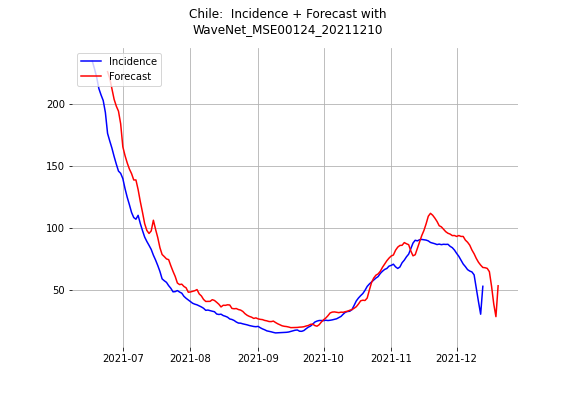 Chile:  Incidence + Forecast with
WaveNet_MSE00124_20211210
Incidence
Forecast
200
150
100
50
2021-07
2021-08
2021-09
2021-10
2021-11
2021-12